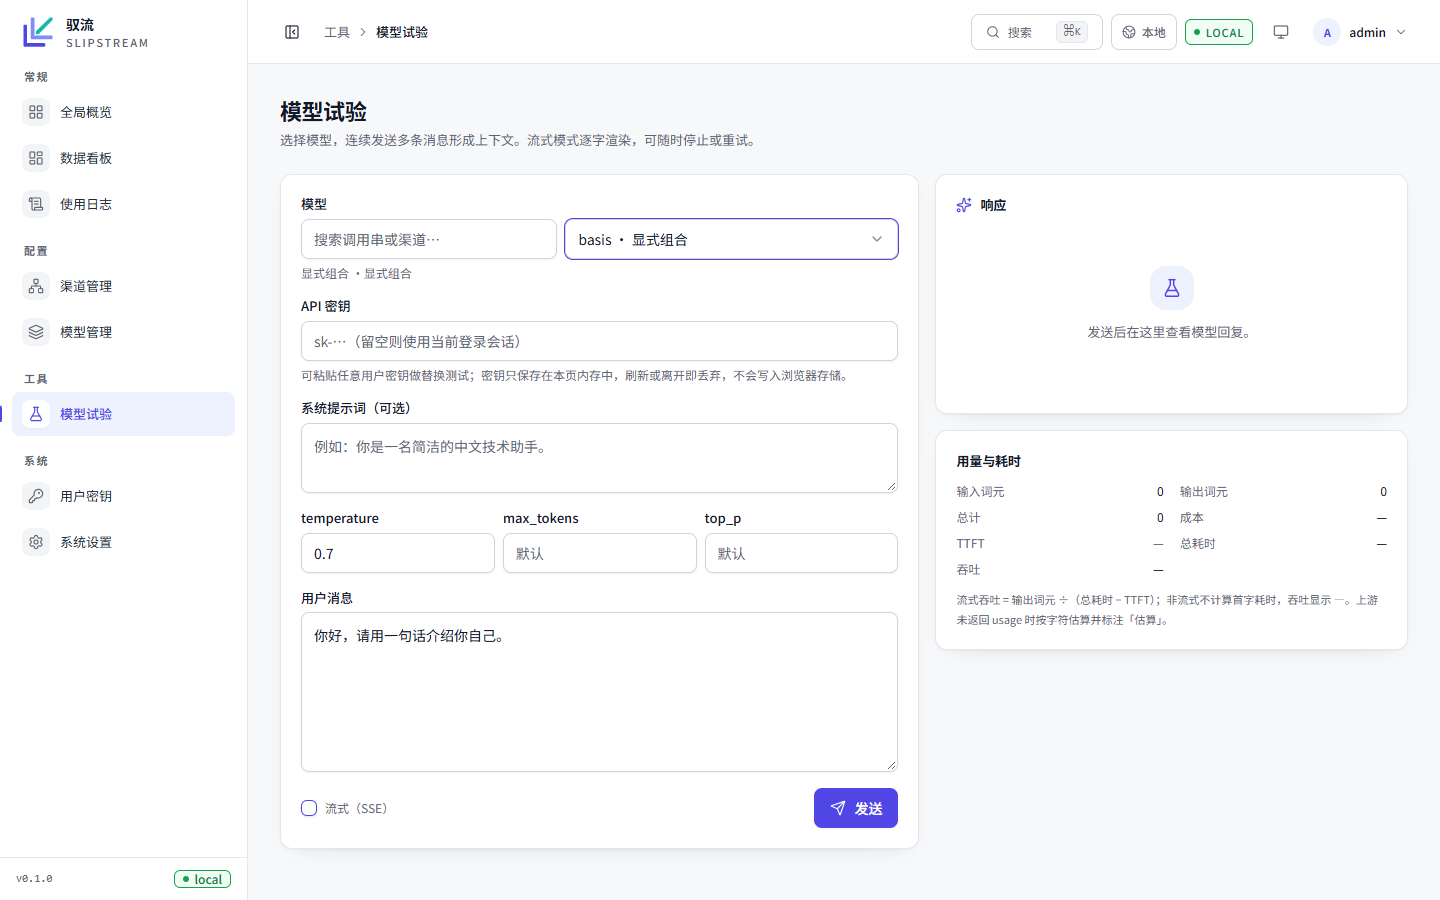 驭流
SLIPSTREAM
常规
全局概览
数据看板
使用日志
配置
渠道管理
模型管理
工具
模型试验
系统
用户密钥
系统设置
v0.1.0
local
工具
模型试验
搜索
⌘K
本地
LOCAL
A
admin
模型试验
选择模型，连续发送多条消息形成上下文。流式模式逐字渲染，可随时停止或重试。
模型
搜索调用串或渠道…
basis · 显式组合
显式组合 · 显式组合
API 密钥
sk-…（留空则使用当前登录会话）
可粘贴任意用户密钥做替换测试；密钥只保存在本页内存中，刷新或离开即丢弃，不会写入浏览器存储。
系统提示词（可选）
例如：你是一名简洁的中文技术助手。
temperature
max_tokens
top_p
0.7
默认
默认
用户消息
你好，请用一句话介绍你自己。
流式（SSE）
发送
响应
发送后在这里查看模型回复。
用量与耗时
输入词元 0 输出词元 0
总计 0 成本 —
TTFT — 总耗时 —
吞吐 —
流式吞吐 = 输出词元 ÷（总耗时 − TTFT）；非流式不计算首字耗时，吞吐显示 —。上游
未返回 usage 时按字符估算并标注「估算」。